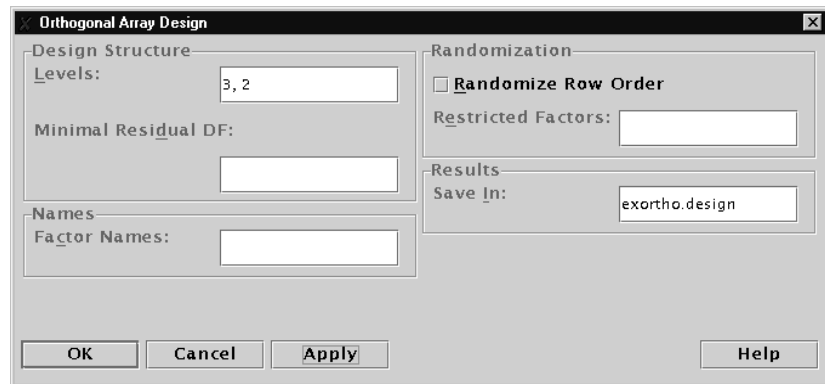 Orthogonal Array Design
Design Structure
Levels:
3, 2
Minimal Residual DF:
Names
Factor Names:
Randomization
Randomize Row Order
Restricted Factors:
Results
Save In:
exortho.design
OK
Cancel
Apply
Help